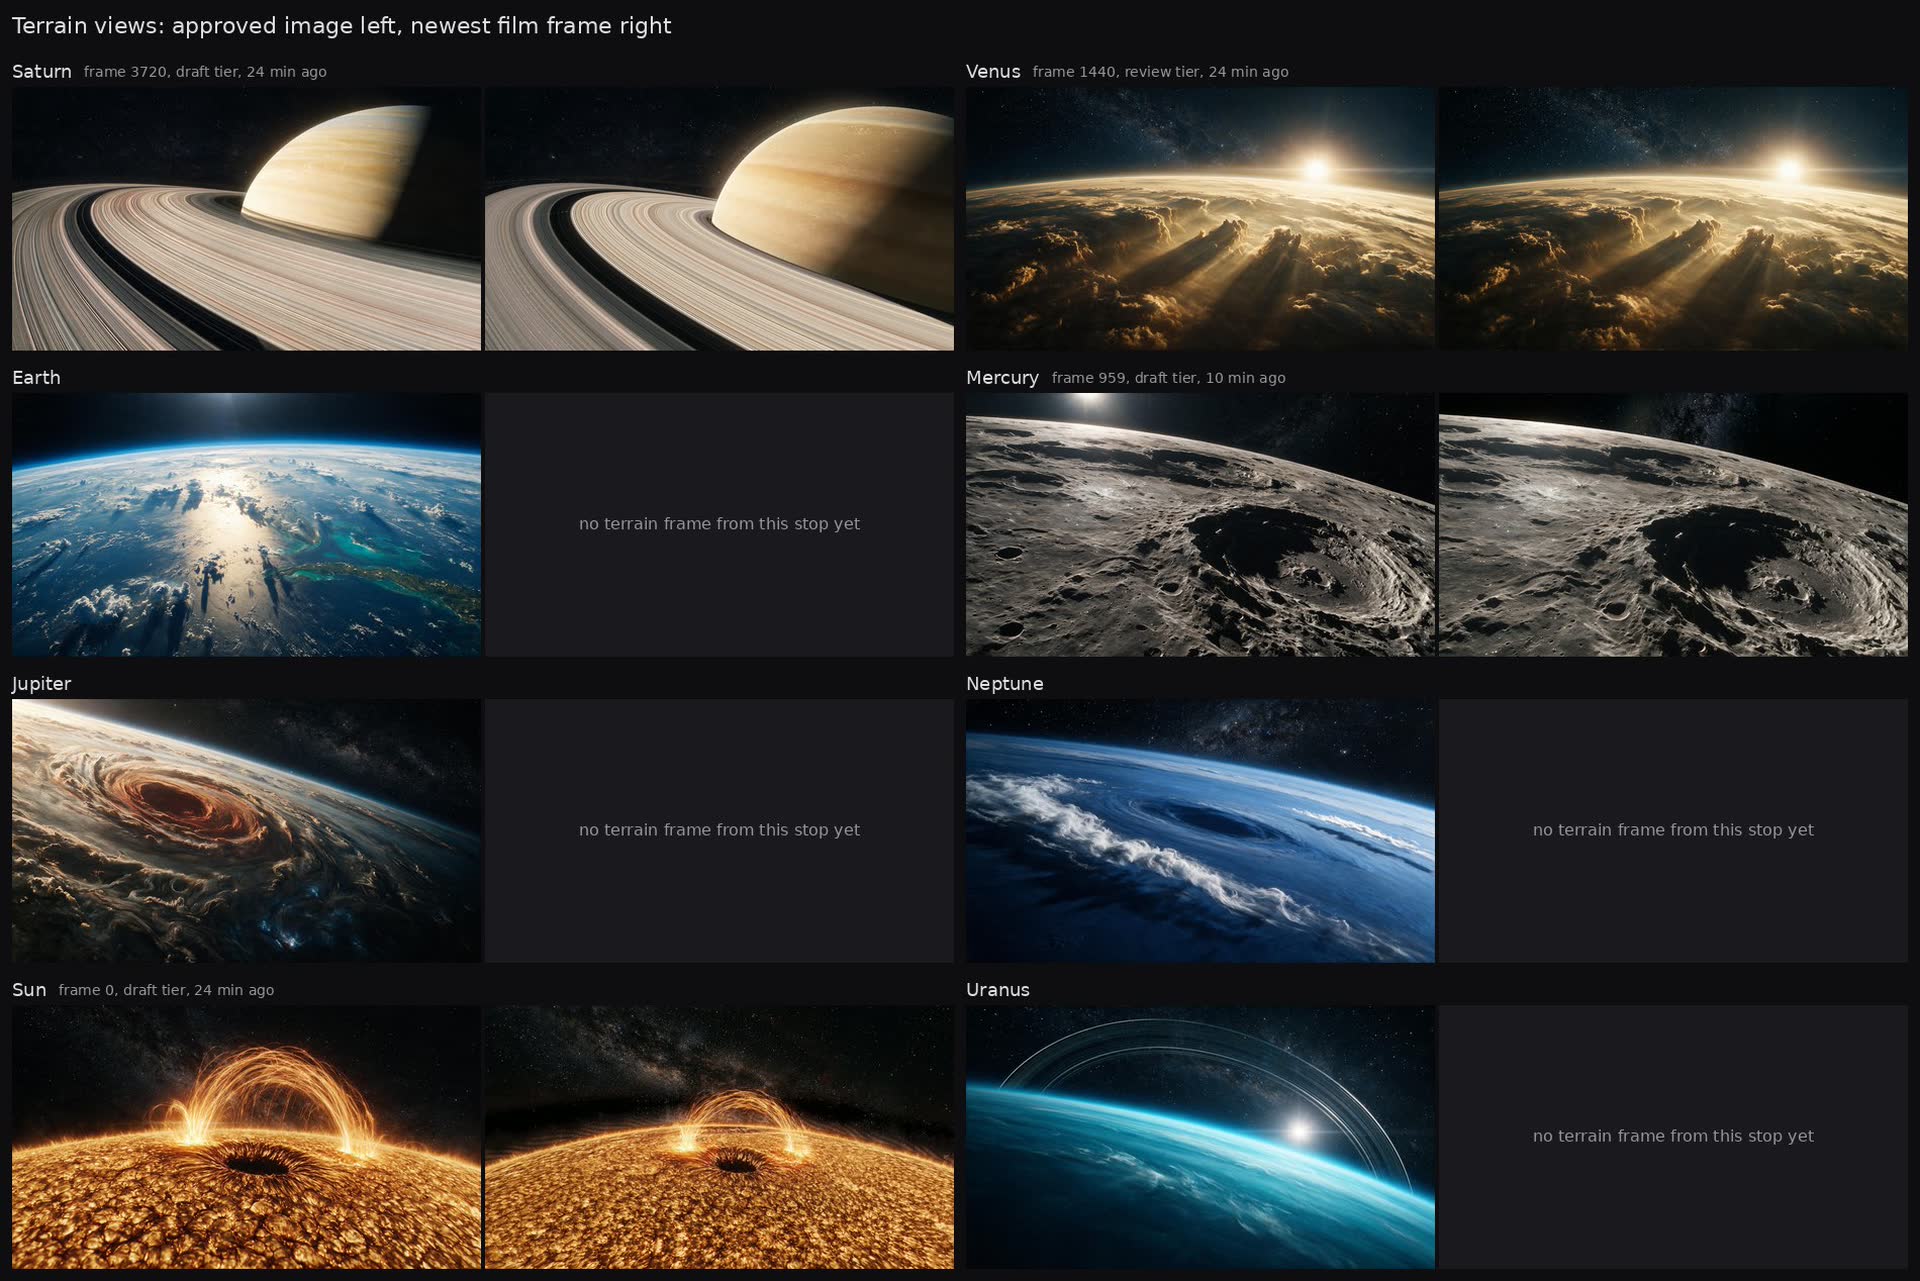 Terrain views: approved image left, newest film frame right
Saturn frame 3720, draft tier, 24 min ago
Venus frame 1440, review tier, 24 min ago
Earth
no terrain frame from this stop yet
Mercury frame 959, draft tier, 10 min ago
Jupiter
no terrain frame from this stop yet
Neptune
no terrain frame from this stop yet
Sun frame 0, draft tier, 24 min ago
Uranus
no terrain frame from this stop yet